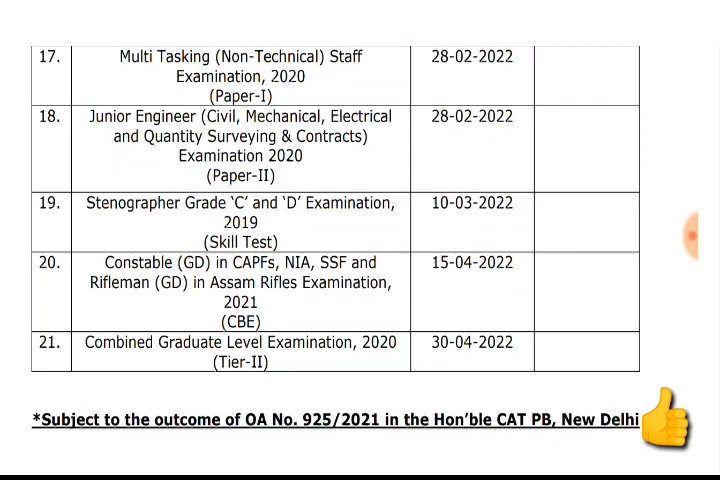 17. Multi Tasking (Non-Technical) Staff 28-02-2022
Examination, 2020
(Paper-I)
18. Junior Engineer (Civil, Mechanical, Electrical 28-02-2022
and Quantity Surveying & Contracts)
Examination 2020
(Paper-II)
19. Stenographer Grade ‘C’ and ‘D’ Examination, 10-03-2022
2019
(Skill Test)
20. Constable (GD) in CAPFs, NIA, SSF and 15-04-2022
Rifleman (GD) in Assam Rifles Examination,
2021
(CBE)
21. Combined Graduate Level Examination, 2020 30-04-2022
(Tier-II)
*Subject to the outcome of OA No. 925/2021 in the Hon’ble CAT PB, New Delhi